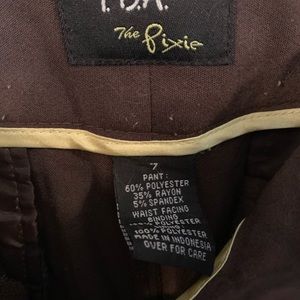 The Pixie
7
PANT:
60% POLYESTER
35% RAYON
5% SPANDEX
WAIST FACING
BINDING
100% POLYESTER
MADE IN INDONESIA
OVER FOR CARE